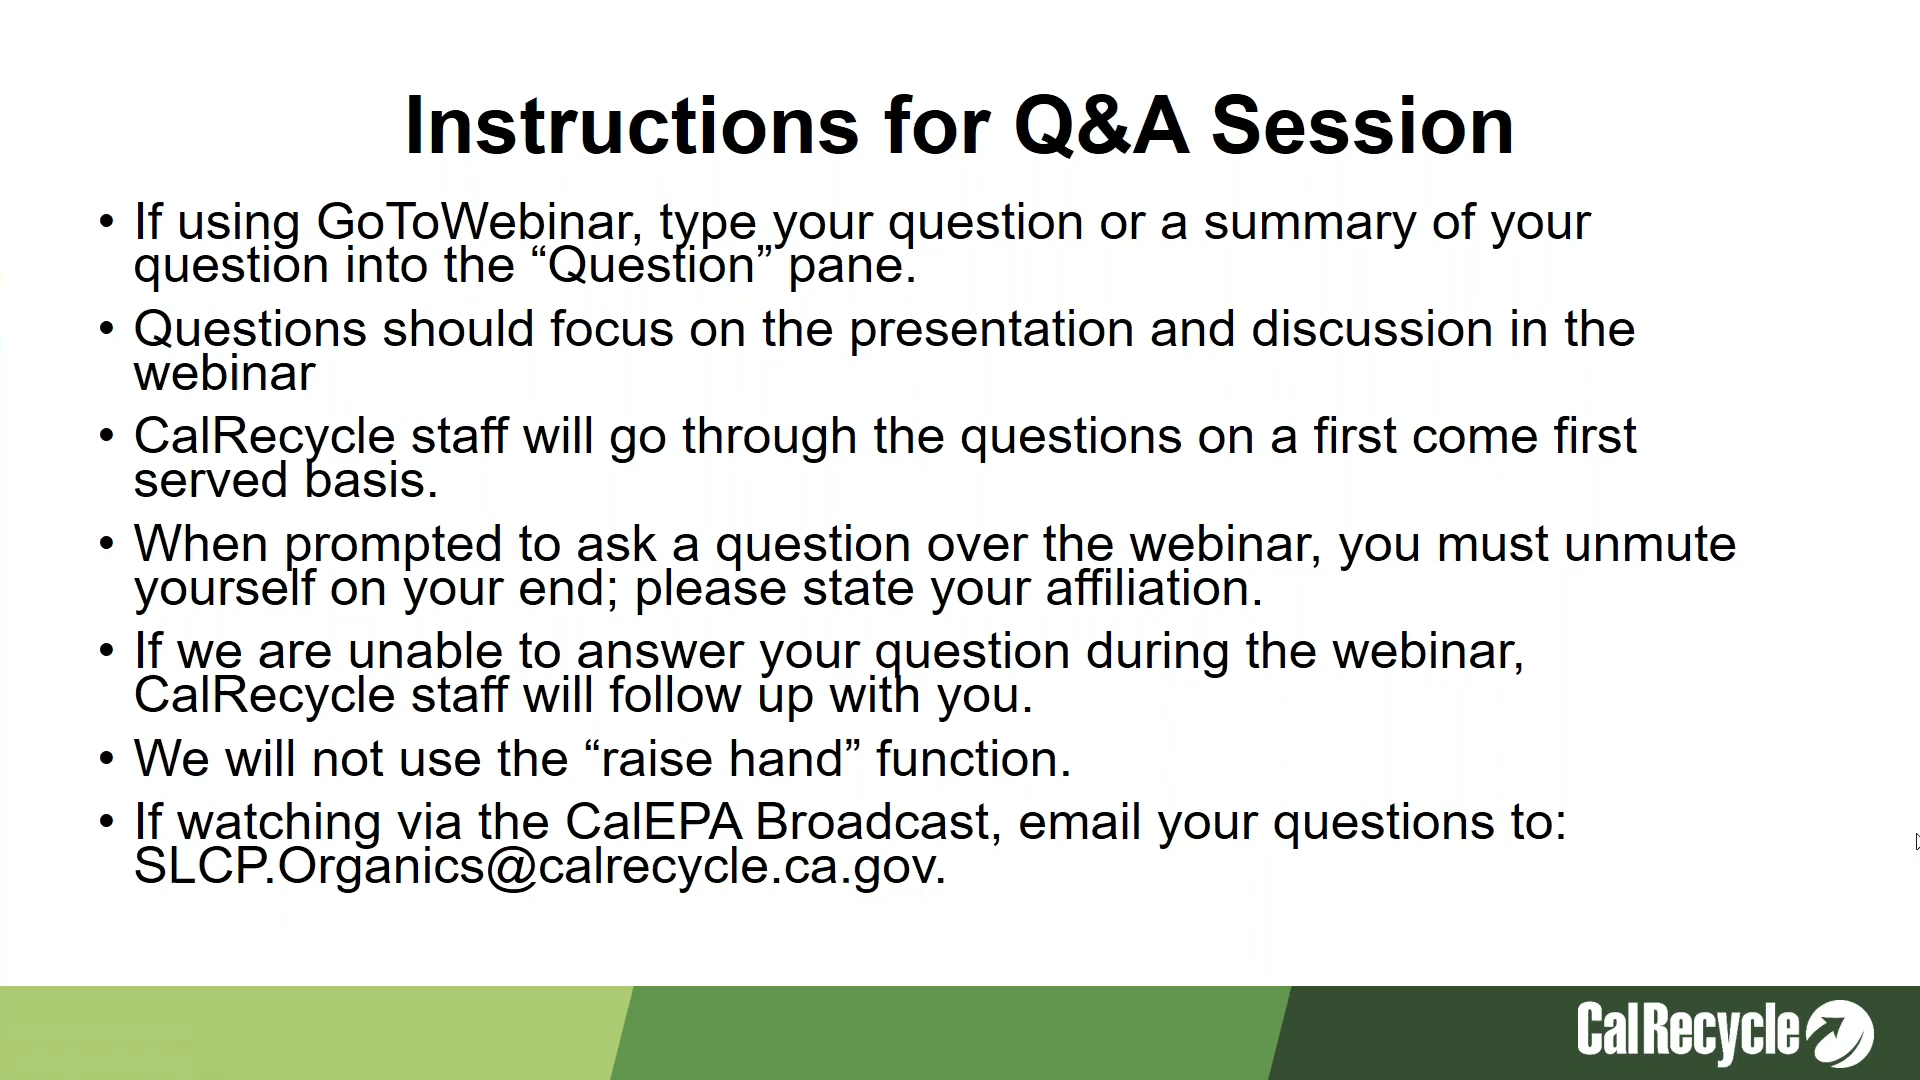 Instructions for Q&A Session
• If using GoToWebinar, type your question or a summary of your
question into the “Question” pane.
• Questions should focus on the presentation and discussion in the
webinar
• CalRecycle staff will go through the questions on a first come first
served basis.
• When prompted to ask a question over the webinar, you must unmute
yourself on your end; please state your affiliation.
• If we are unable to answer your question during the webinar,
CalRecycle staff will follow up with you.
• We will not use the “raise hand” function.
• If watching via the CalEPA Broadcast, email your questions to:
SLCP.Organics@calrecycle.ca.gov.
CalRecycle